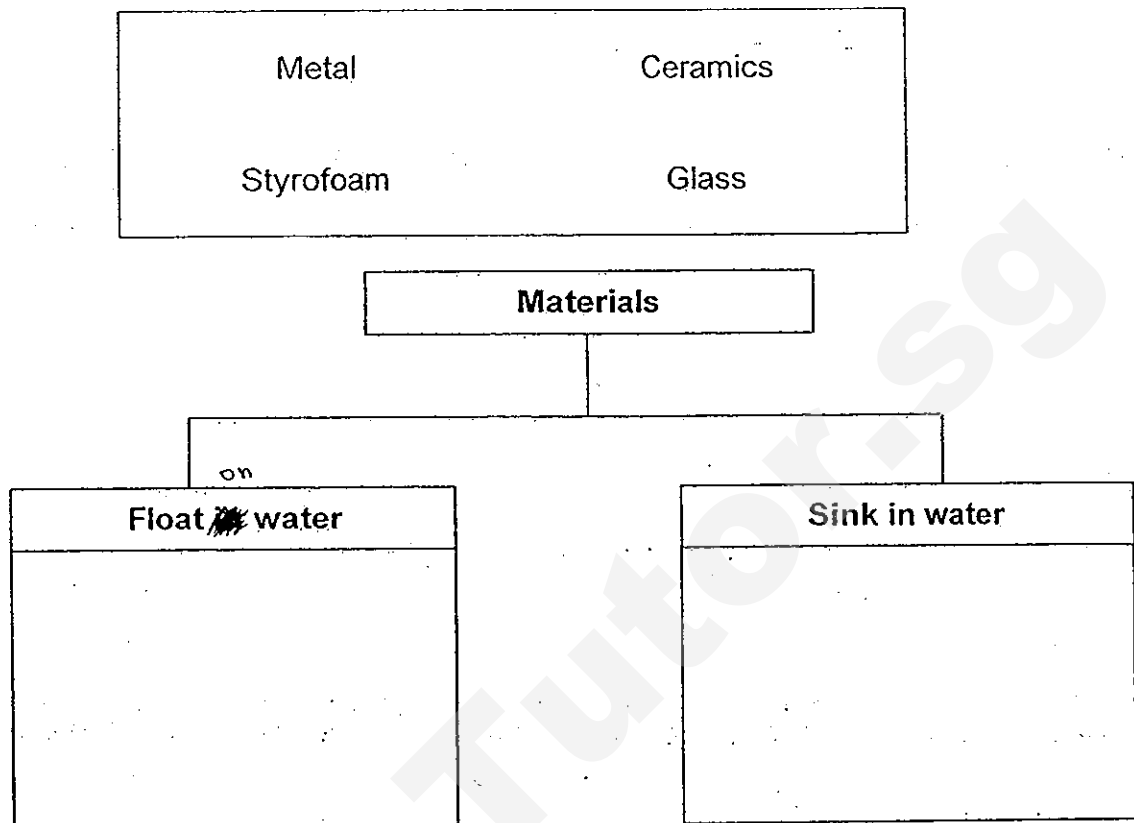 Metal Ceramics
Styrofoam Glass
Materials
on
Float water
Sink in water
Tutor.sg